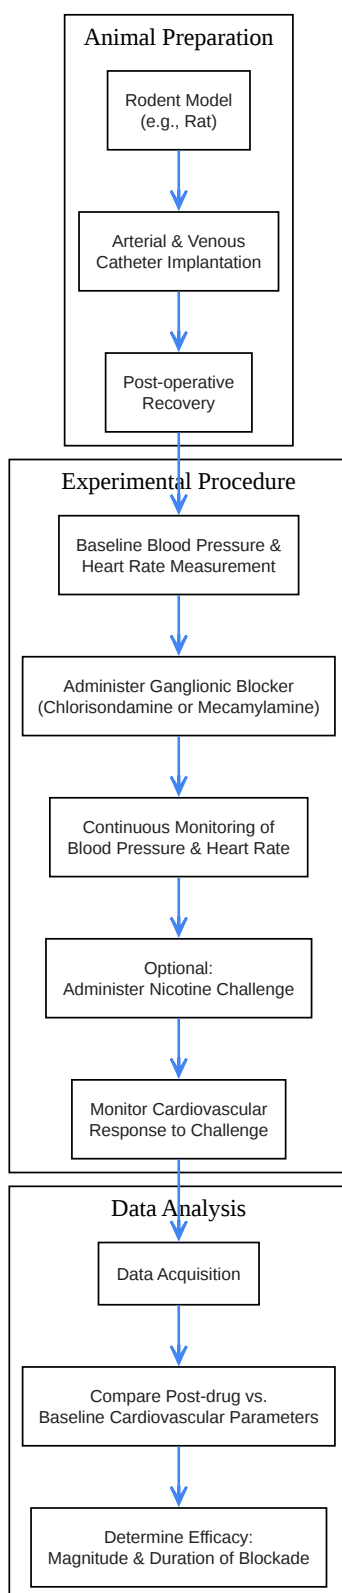 Animal Preparation
Rodent Model
(e.g., Rat)
Arterial & Venous
Catheter Implantation
Post-operative
Recovery
Experimental Procedure
Baseline Blood Pressure &
Heart Rate Measurement
Administer Ganglionic Blocker
(Chlorisondamine or Mecamylamine)
Continuous Monitoring of
Blood Pressure & Heart Rate
Optional:
Administer Nicotine Challenge
Monitor Cardiovascular
Response to Challenge
Data Analysis
Data Acquisition
Compare Post-drug vs.
Baseline Cardiovascular Parameters
Determine Efficacy:
Magnitude & Duration of Blockade